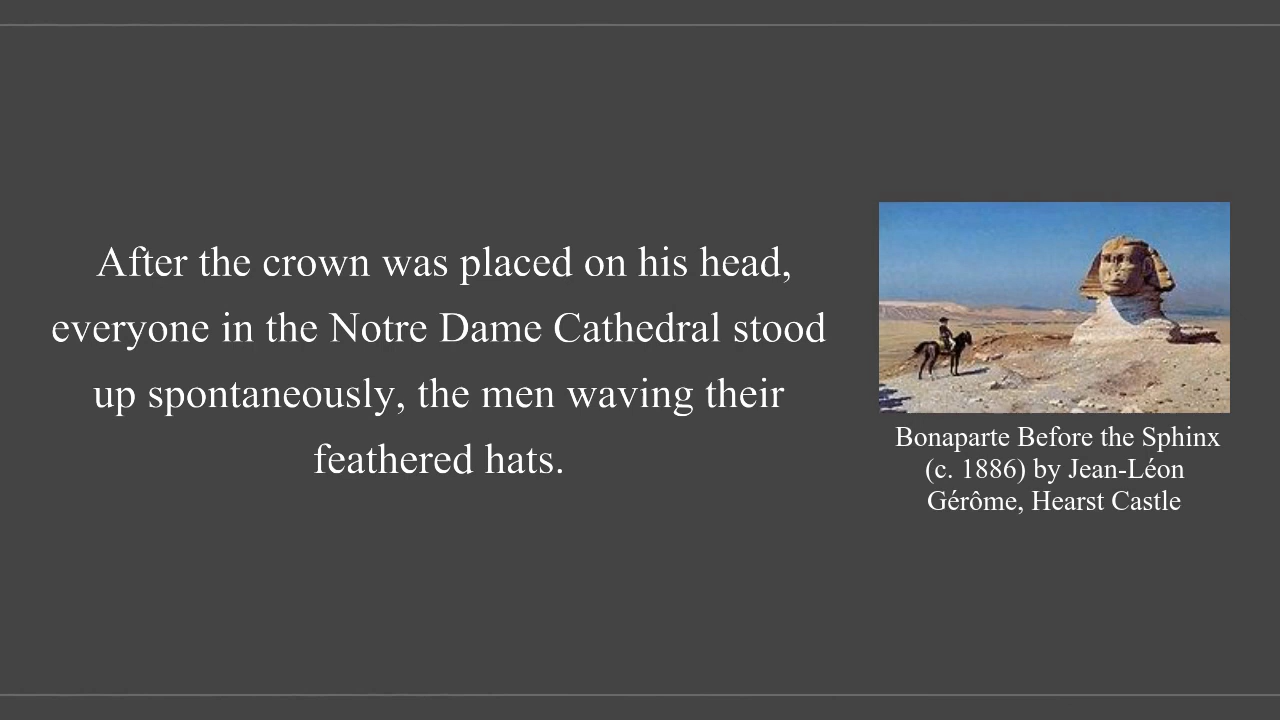 After the crown was placed on his head,
everyone in the Notre Dame Cathedral stood
up spontaneously, the men waving their
feathered hats.
Bonaparte Before the Sphinx
(c. 1886) by Jean-Léon
Gérôme, Hearst Castle